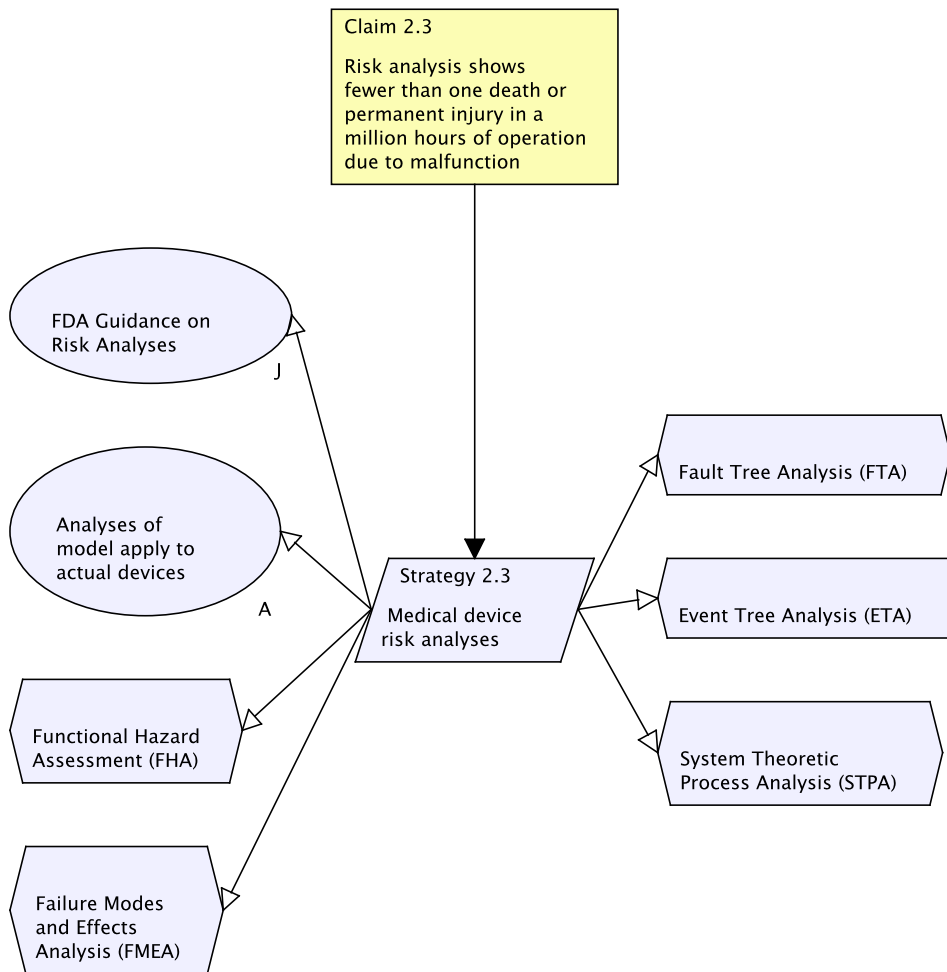 Claim 2.3
Risk analysis shows
fewer than one death or
permanent injury in a
million hours of operation
due to malfunction
FDA Guidance on
Risk Analyses
J
Analyses of
model apply to
actual devices
A
Functional Hazard
Assessment (FHA)
Failure Modes
and Effects
Analysis (FMEA)
Strategy 2.3
Medical device
risk analyses
Fault Tree Analysis (FTA)
Event Tree Analysis (ETA)
System Theoretic
Process Analysis (STPA)